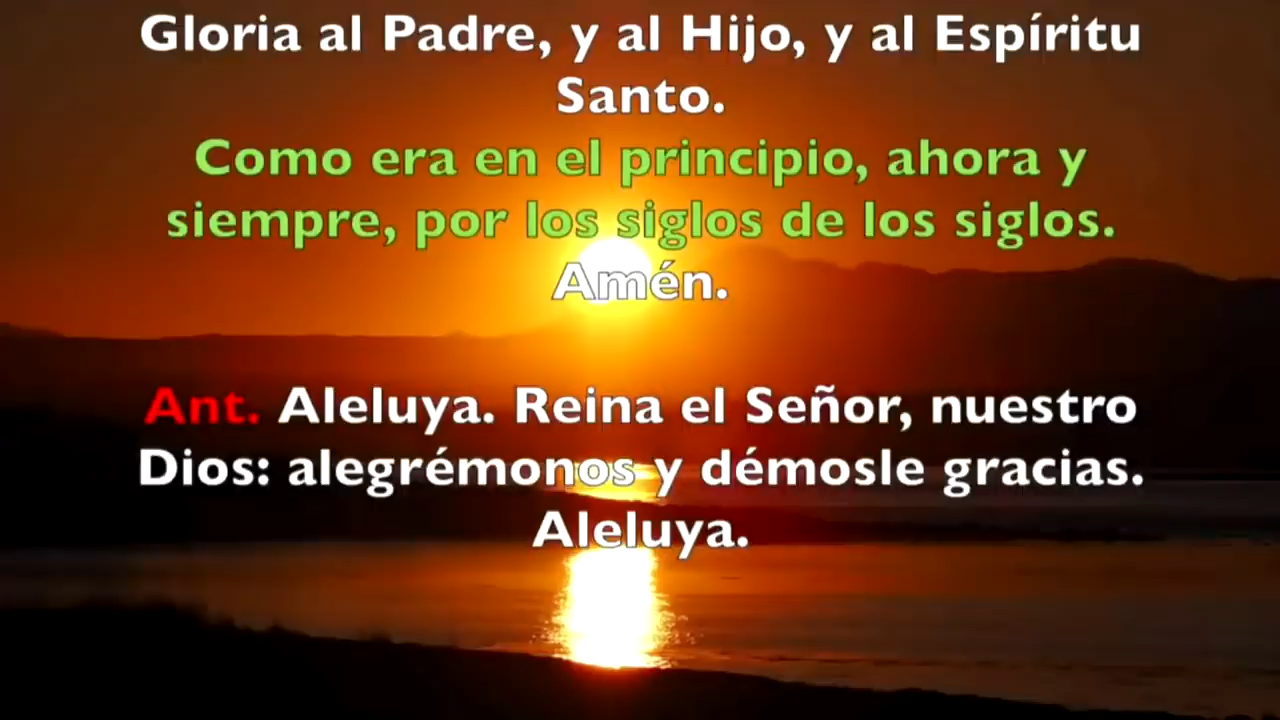 Gloria al Padre, y al Hijo, y al Espíritu
Santo.
Como era en el principio, ahora y
siempre, por los siglos de los siglos.
Amén.
Ant. Aleluya. Reina el Señor, nuestro
Dios: alegrémonos y démosle gracias.
Aleluya.